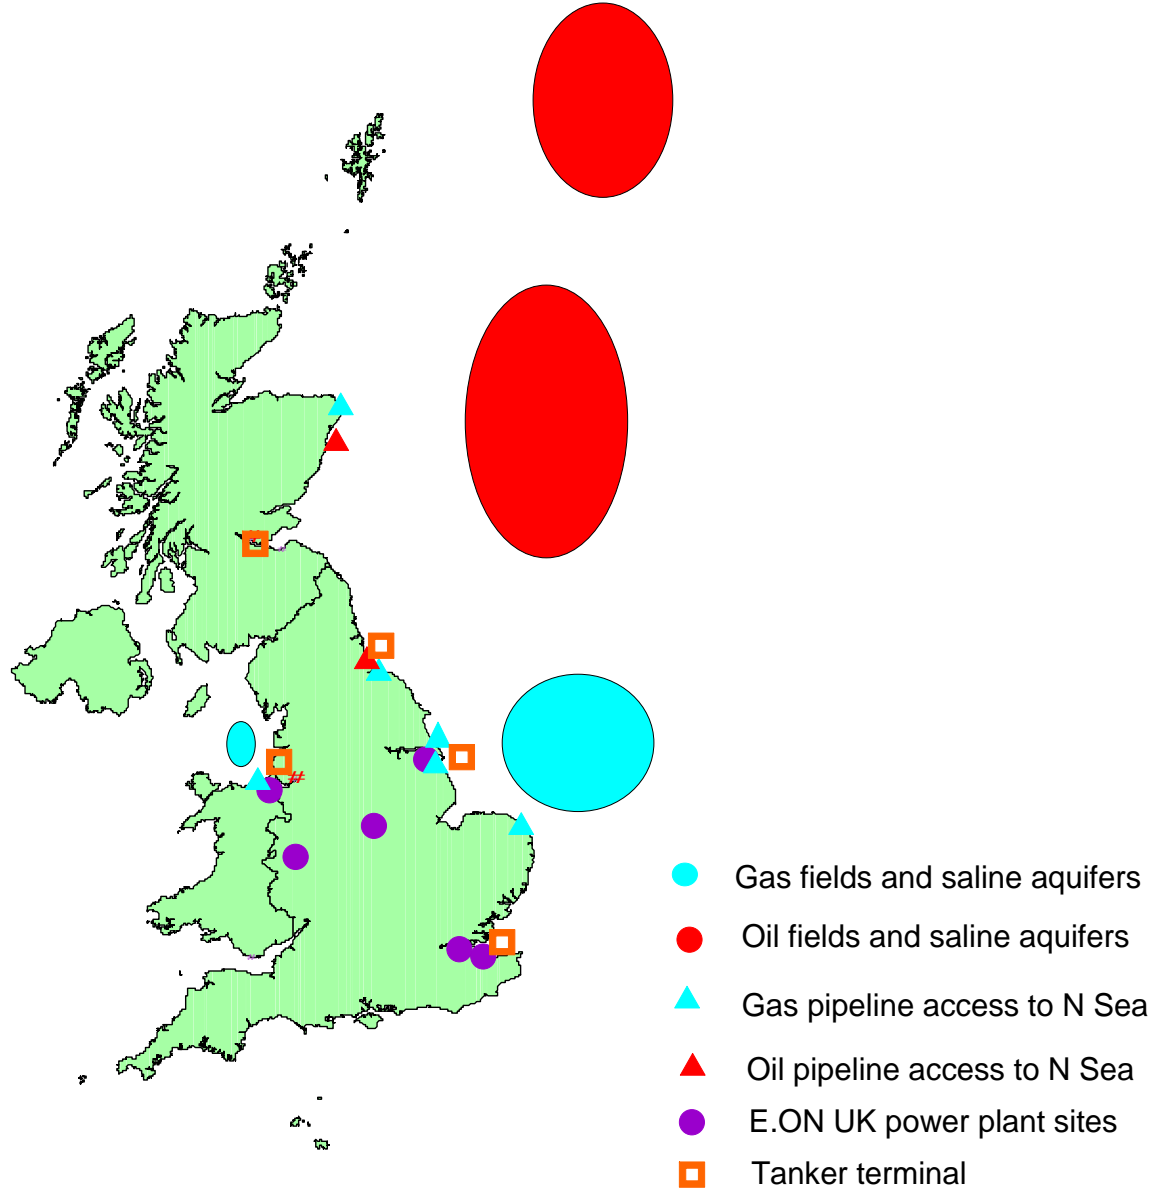 #
Gas fields and saline aquifers
Oil fields and saline aquifers
Gas pipeline access to N Sea
Oil pipeline access to N Sea
E.ON UK power plant sites
Tanker terminal